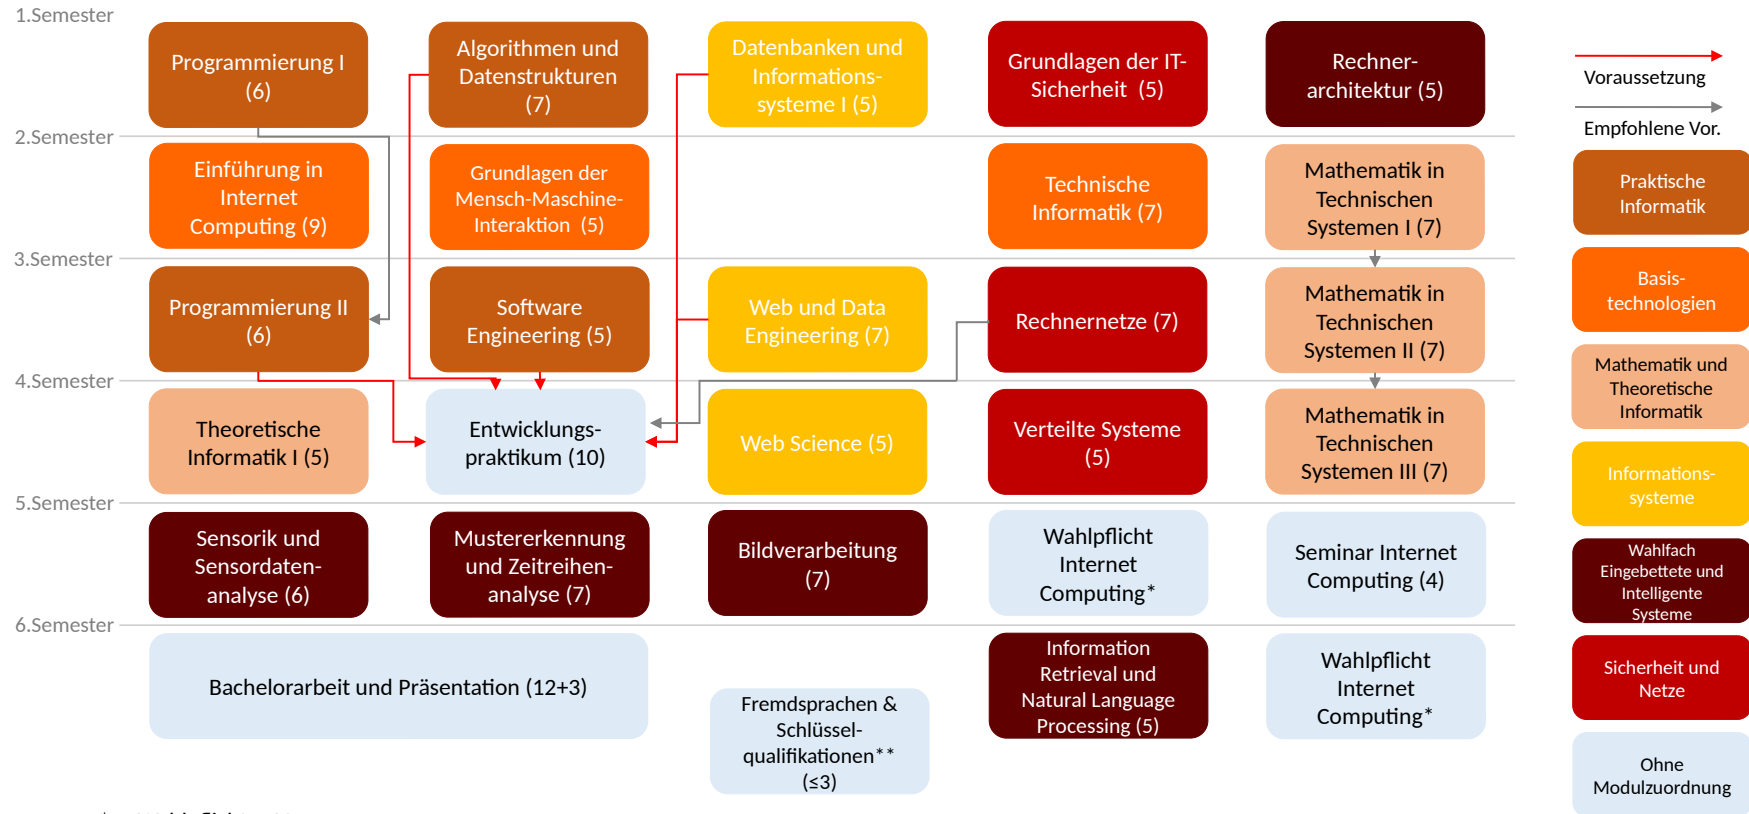 1.Semester
Programmierung I
(6)
Algorithmen und
Datenstrukturen
(7)
Datenbanken und
Informations-
systeme I (5)
Grundlagen der IT-
Sicherheit (5)
Rechner-
architektur (5)
2.Semester
Einführung in
Internet
Computing (9)
Grundlagen der
Mensch-Maschine-
Interaktion (5)
Technische
Informatik (7)
Mathematik in
Technischen
Systemen I (7)
3.Semester
Programmierung II
(6)
Software
Engineering (5)
Web und Data
Engineering (7)
Rechnernetze (7)
Mathematik in
Technischen
Systemen II (7)
4.Semester
Theoretische
Informatik I (5)
Entwicklungs-
praktikum (10)
Web Science (5)
Verteilte Systeme
(5)
Mathematik in
Technischen
Systemen III (7)
5.Semester
Sensorik und
Sensordaten-
analyse (6)
Mustererkennung
und Zeitreihen-
analyse (7)
Bildverarbeitung
(7)
Wahlpflicht
Internet
Computing*
Seminar Internet
Computing (4)
6.Semester
Bachelorarbeit und Präsentation (12+3)
Fremdsprachen &
Schlüssel-
qualifikationen**
(≤3)
Information
Retrieval und
Natural Language
Processing (5)
Wahlpflicht
Internet
Computing*
Voraussetzung
Empfohlene Vor.
Praktische
Informatik
Basis-
technologien
Mathematik und
Theoretische
Informatik
Informations-
systeme
Wahlfach
Eingebettete und
Intelligente
Systeme
Sicherheit und
Netze
Ohne
Modulzuordnung